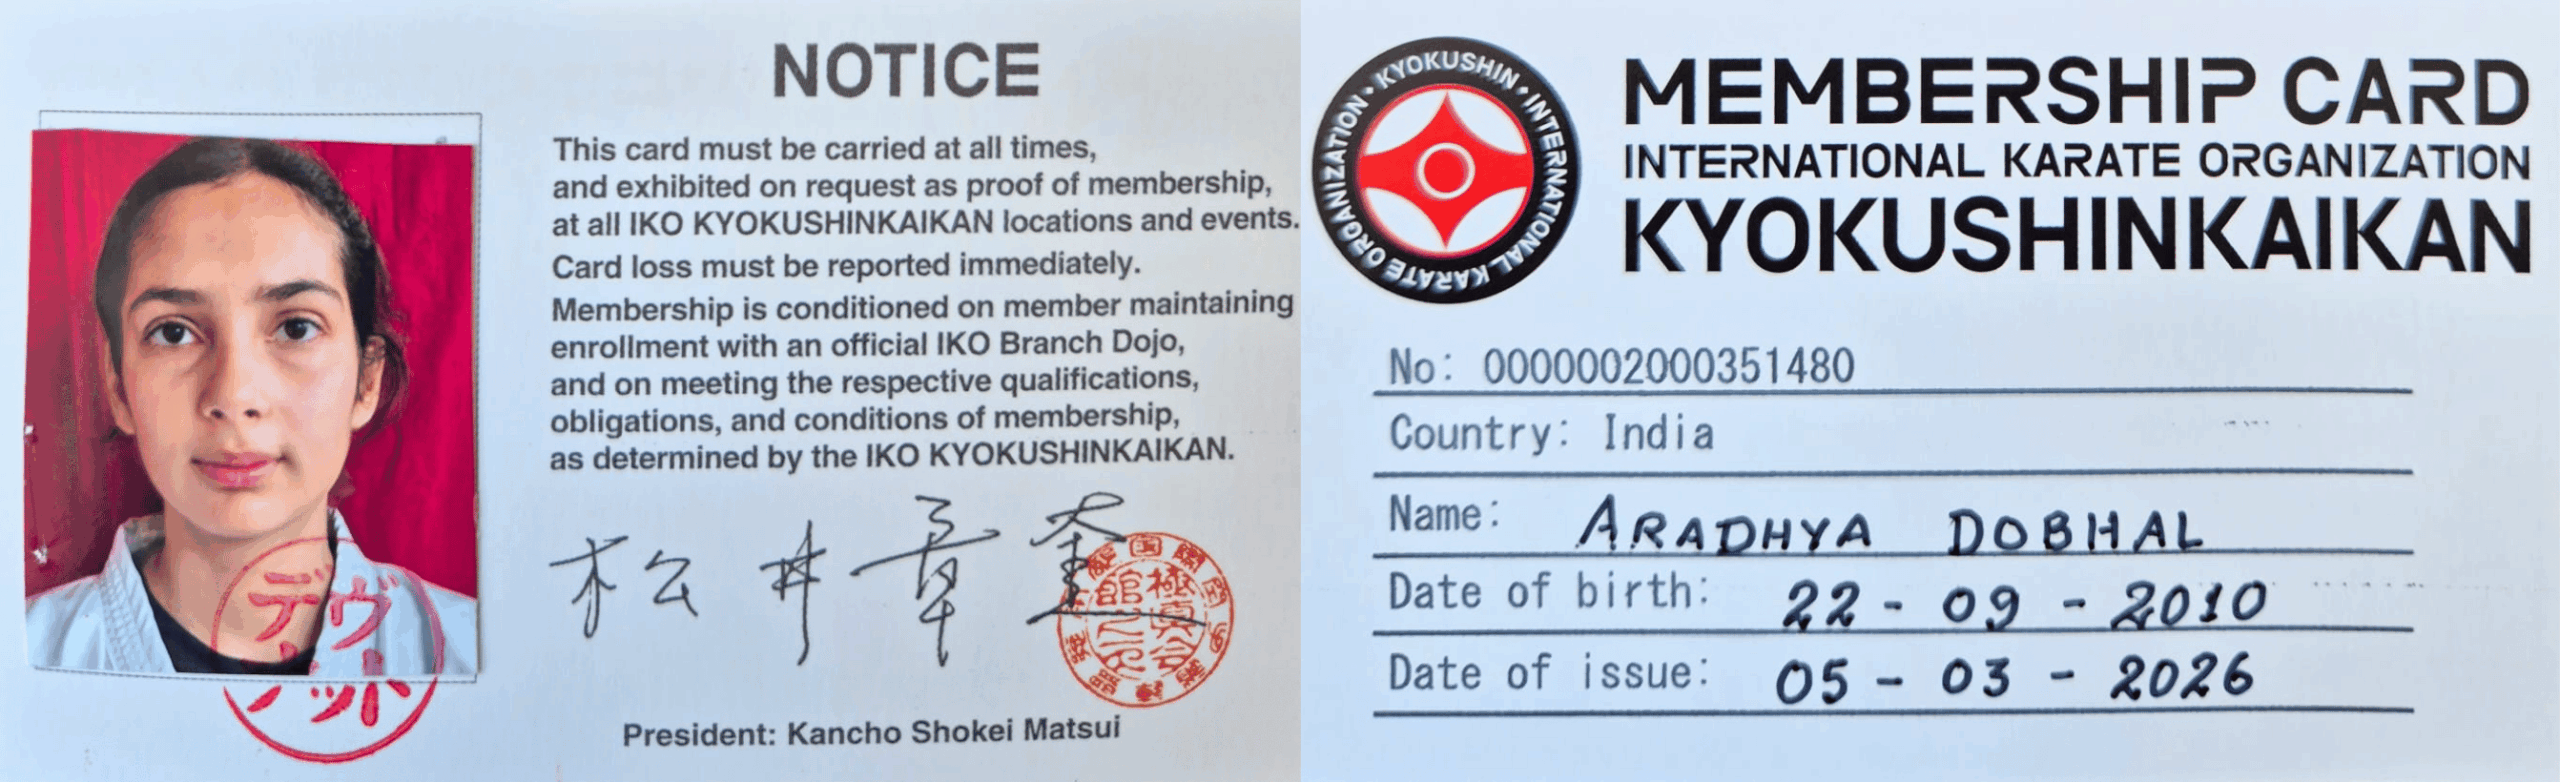 NOTICE
This card must be carried at all times,
and exhibited on request as proof of membership,
at all IKO KYOKUSHINKAIKAN locations and events.
Card loss must be reported immediately.
Membership is conditioned on member maintaining
enrollment with an official IKO Branch Dojo,
and on meeting the respective qualifications,
obligations, and conditions of membership,
as determined by the IKO KYOKUSHINKAIKAN.
松井章奎
President: Kancho Shokei Matsui
KYOKUSHIN • INTERNATIONAL KARATE ORGANIZATION •
MEMBERSHIP CARD
INTERNATIONAL KARATE ORGANIZATION
KYOKUSHINKAIKAN
No: 0000002000351480
Country: India
Name: ARADHYA DOBHAL
Date of birth: 22-09-2010
Date of issue: 05-03-2026